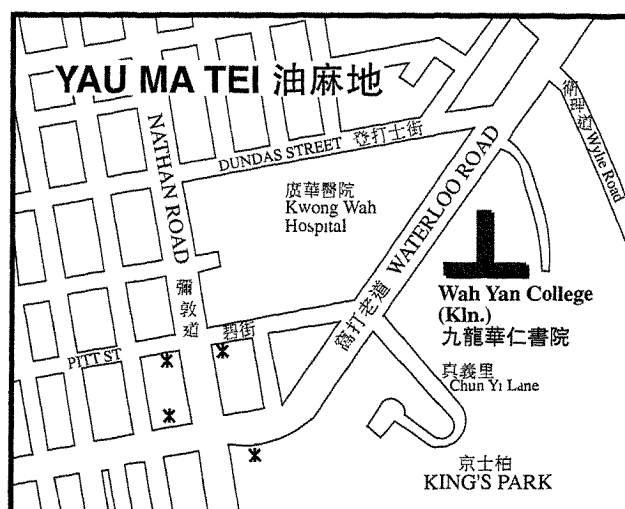 YAU MA TEI 油麻地
NATHAN ROAD
彌敦道
DUNDAS STREET 登打士街
窩打老道 WATERLOO ROAD
衛理道 Wylie Road
廣華醫院
Kwong Wah
Hospital
Wah Yan College
(Kln.)
九龍華仁書院
PITT ST
碧街
真義里
Chun Yi Lane
京士柏
KING'S PARK